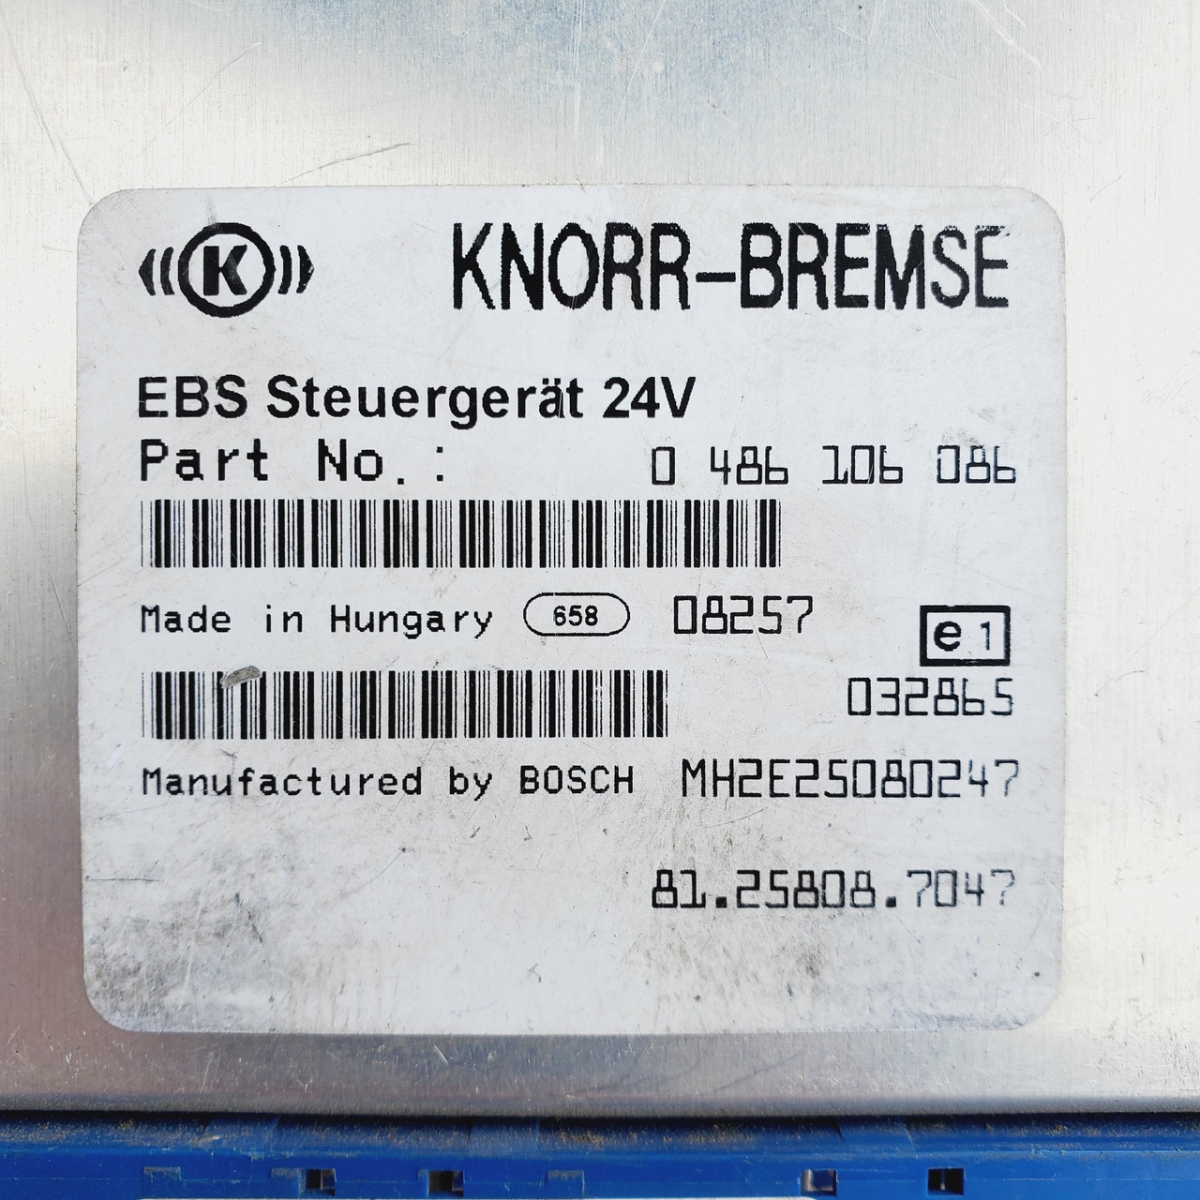 K KNORR-BREMSE
EBS Steuergerät 24V
Part No.: 0 486 106 086
Made in Hungary 658 08257
e1
032865
Manufactured by BOSCH MH2E25080247
81.25808.7047